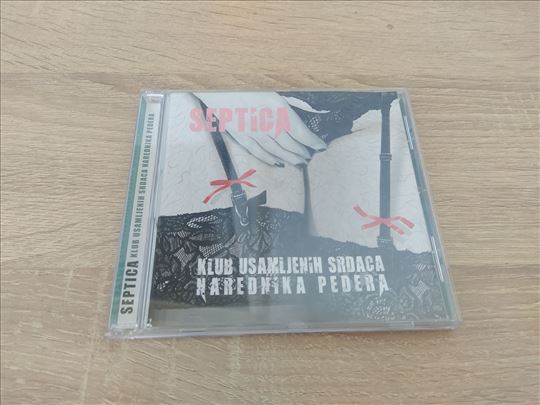 SEPTiCA
KLUB USAMLJENiH SRDACA
NAREDNiKA PEDERA
SEPTICA KLUB USAMLJENIH SRDACA NAREDNIKA PEDERA